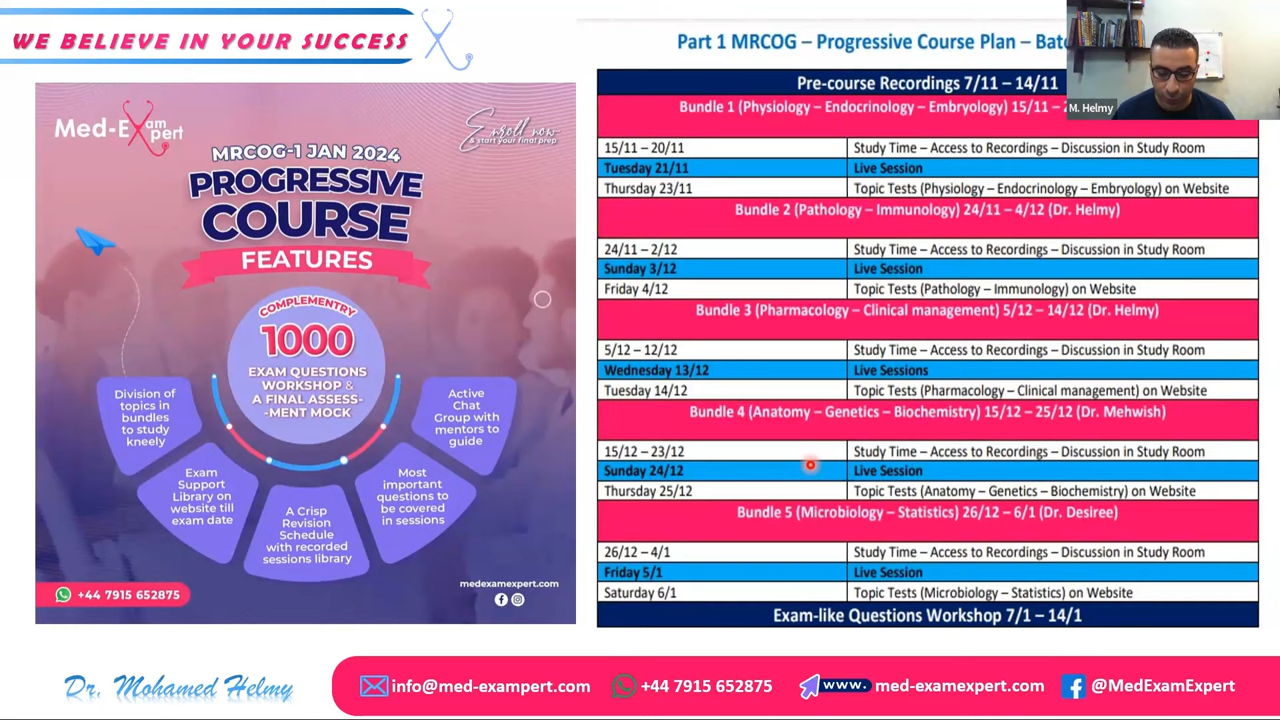 WE BELIEVE IN YOUR SUCCESS
Med-Exam
Expert
Enroll now
& start your final prep
MRCOG-1 JAN 2024
PROGRESSIVE
COURSE
FEATURES
COMPLEMENTRY
1000
EXAM QUESTIONS
WORKSHOP &
A FINAL ASSESS-
-MENT MOCK
Division of
topics in
bundles
to study
kneely
Exam
Support
Library on
website till
exam date
A Crisp
Revision
Schedule
with recorded
sessions library
Most
important
questions to
be covered
in sessions
Active
Chat
Group with
mentors to
guide
+44 7915 652875
medexamexpert.com
Part 1 MRCOG – Progressive Course Plan –
Pre-course Recordings 7/11 – 14/11
Bundle 1 (Physiology – Endocrinology – Embryology) 15/11 –
15/11 – 20/11 Study Time – Access to Recordings – Discussion in Study Room
Tuesday 21/11 Live Session
Thursday 23/11 Topic Tests (Physiology – Endocrinology – Embryology) on Website
Bundle 2 (Pathology – Immunology) 24/11 – 4/12 (Dr. Helmy)
24/11 – 2/12 Study Time – Access to Recordings – Discussion in Study Room
Sunday 3/12 Live Session
Friday 4/12 Topic Tests (Pathology – Immunology) on Website
Bundle 3 (Pharmacology – Clinical management) 5/12 – 14/12 (Dr. Helmy)
5/12 – 12/12 Study Time – Access to Recordings – Discussion in Study Room
Wednesday 13/12 Live Sessions
Tuesday 14/12 Topic Tests (Pharmacology – Clinical management) on Website
Bundle 4 (Anatomy – Genetics – Biochemistry) 15/12 – 25/12 (Dr. Mehwish)
15/12 – 23/12 Study Time – Access to Recordings – Discussion in Study Room
Sunday 24/12 Live Session
Thursday 25/12 Topic Tests (Anatomy – Genetics – Biochemistry) on Website
Bundle 5 (Microbiology – Statistics) 26/12 – 6/1 (Dr. Desiree)
26/12 – 4/1 Study Time – Access to Recordings – Discussion in Study Room
Friday 5/1 Live Session
Saturday 6/1 Topic Tests (Microbiology – Statistics) on Website
Exam-like Questions Workshop 7/1 – 14/1
M. Helmy
Dr. Mohamed Helmy
info@med-exampert.com
+44 7915 652875
www. med-examexpert.com
@MedExamExpert